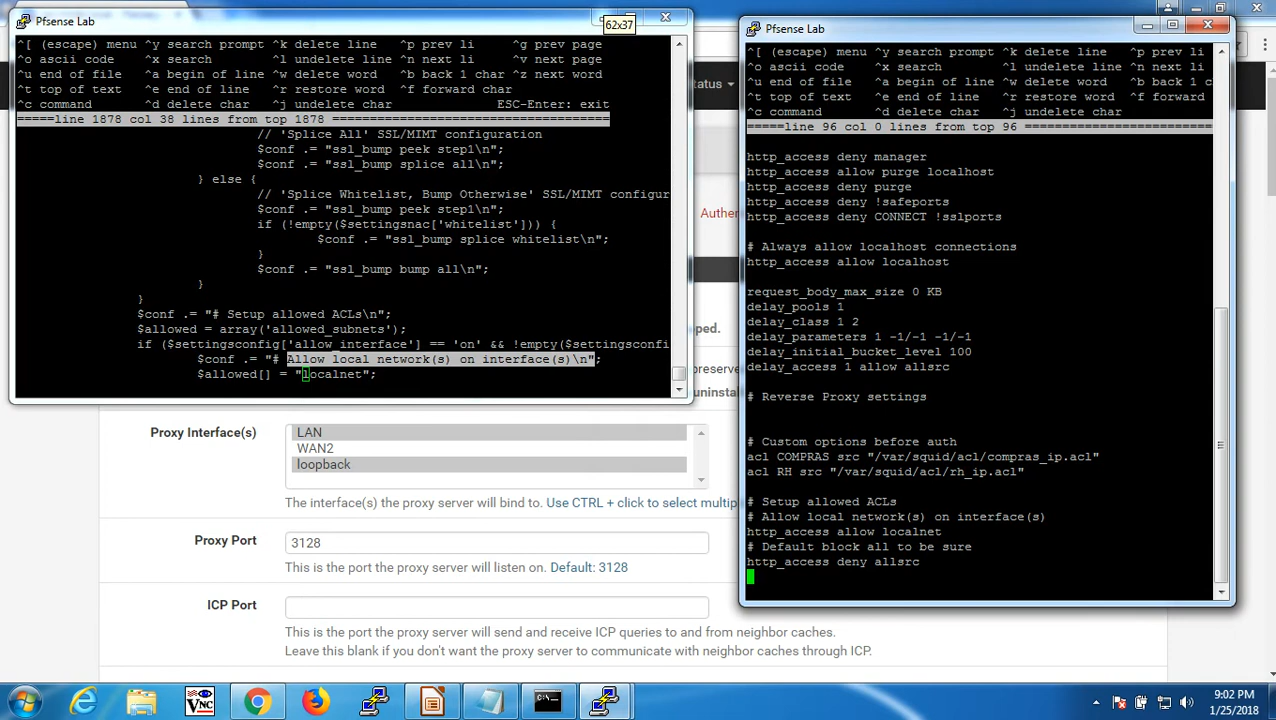 Pfsense Lab
62x37
^[ (escape) menu ^y search prompt ^k delete line ^p prev li ^g prev page
^o ascii code ^x search ^l undelete line ^n next li ^v next page
^u end of file ^a begin of line ^w delete word ^b back 1 char ^z next word
^t top of text ^e end of line ^r restore word ^f forward char
^c command ^d delete char ^j undelete char ESC-Enter: exit
=====line 1878 col 38 lines from top 1878 =====================================
// 'Splice All' SSL/MIMT configuration
$conf .= "ssl_bump peek step1\n";
$conf .= "ssl_bump splice all\n";
} else {
// 'Splice Whitelist, Bump Otherwise' SSL/MIMT configur
$conf .= "ssl_bump peek step1\n";
if (!empty($settingsnac['whitelist'])) {
$conf .= "ssl_bump splice whitelist\n";
}
$conf .= "ssl_bump bump all\n";
}
}
$conf .= "# Setup allowed ACLs\n";
$allowed = array('allowed_subnets');
if ($settingsconfig['allow_interface'] == 'on' && !empty($settingsconfi
$conf .= "# Allow local network(s) on interface(s)\n";
$allowed[] = "localnet";
Pfsense Lab
^[ (escape) menu ^y search prompt ^k delete line ^p prev li
^o ascii code ^x search ^l undelete line ^n next li
^u end of file ^a begin of line ^w delete word ^b back 1 c
^t top of text ^e end of line ^r restore word ^f forward
^c command ^d delete char ^j undelete char
=====line 96 col 0 lines from top 96 =========================
http_access deny manager
http_access allow purge localhost
http_access deny purge
http_access deny !safeports
http_access deny CONNECT !sslports
# Always allow localhost connections
http_access allow localhost
request_body_max_size 0 KB
delay_pools 1
delay_class 1 2
delay_parameters 1 -1/-1 -1/-1
delay_initial_bucket_level 100
delay_access 1 allow allsrc
# Reverse Proxy settings
# Custom options before auth
acl COMPRAS src "/var/squid/acl/compras_ip.acl"
acl RH src "/var/squid/acl/rh_ip.acl"
# Setup allowed ACLs
# Allow local network(s) on interface(s)
http_access allow localnet
# Default block all to be sure
http_access deny allsrc
tatus
Authen
ped.
preserve
uninstal
Proxy Interface(s)
LAN
WAN2
loopback
The interface(s) the proxy server will bind to. Use CTRL + click to select multip
Proxy Port
3128
This is the port the proxy server will listen on. Default: 3128
ICP Port
This is the port the proxy server will send and receive ICP queries to and from neighbor caches.
Leave this blank if you don't want the proxy server to communicate with neighbor caches through ICP.
VNC
9:02 PM
1/25/2018